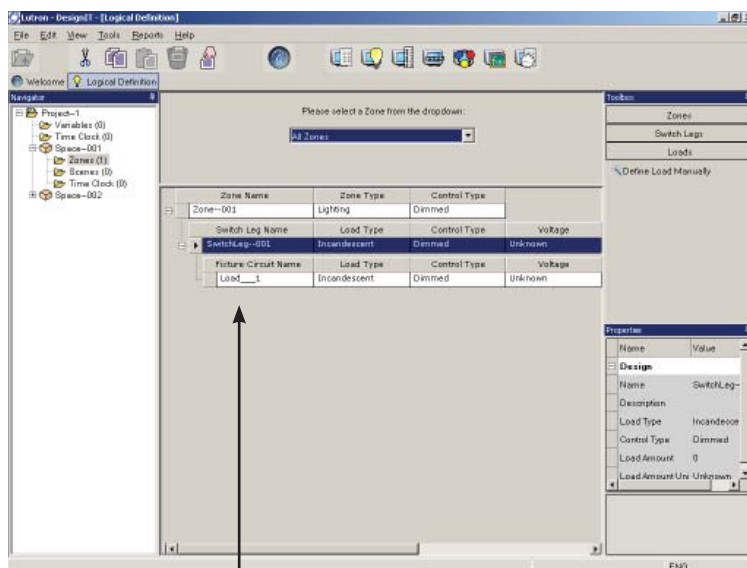 Lutron - DesignIT - [Logical Definition]
File Edit View Tools Reports Help
Welcome Logical Definition
Navigator
Project-1
Variables (0)
Time Clock (0)
Space--001
Zones (1)
Scenes (0)
Time Clock (0)
Space--002
Please select a Zone from the dropdown:
All Zones
Zone Name Zone Type Control Type
Zone--001 Lighting Dimmed
Switch Leg Name Load Type Control Type Voltage
SwitchLeg--001 Incandescent Dimmed Unknown
Fixture Circuit Name Load Type Control Type Voltage
Load___1 Incandescent Dimmed Unknown
Toolbox
Zones
Switch Legs
Loads
Define Load Manually
Properties
Name Value
Design
Name SwitchLeg-
Description
Load Type Incandesce
Control Type Dimmed
Load Amount 0
Load Amount Uni Unknown
ENG